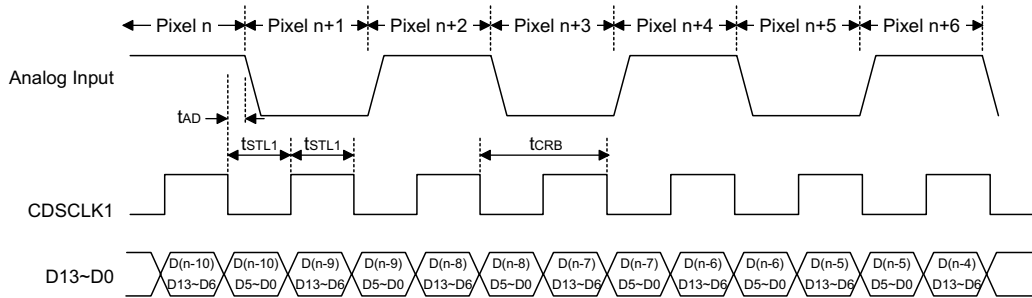 Pixel n Pixel n+1 Pixel n+2 Pixel n+3 Pixel n+4 Pixel n+5 Pixel n+6
Analog Input
tAD
tSTL1 tSTL1 tCRB
CDSCLK1
D(n-10) D(n-10) D(n-9) D(n-9) D(n-8) D(n-8) D(n-7) D(n-7) D(n-6) D(n-6) D(n-5) D(n-5) D(n-4)
D13~D0
D13~D6 D5~D0 D13~D6 D5~D0 D13~D6 D5~D0 D13~D6 D5~D0 D13~D6 D5~D0 D13~D6 D5~D0 D13~D6